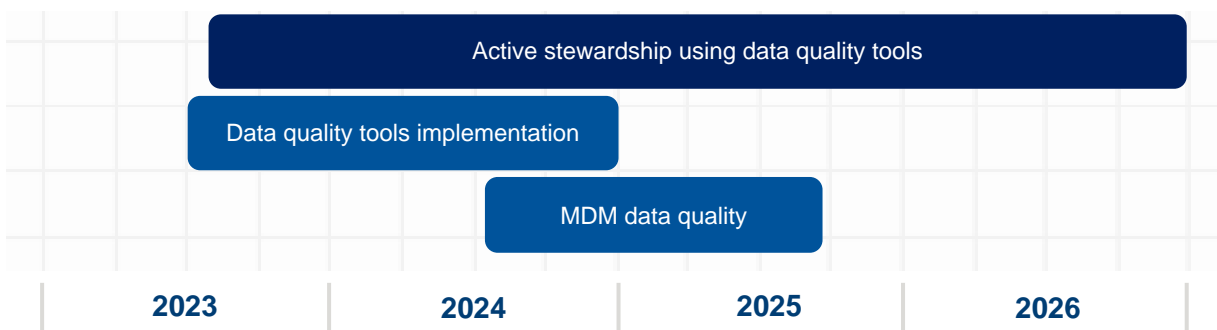 Active stewardship using data quality tools
Data quality tools implementation
MDM data quality
2023
2024
2025
2026